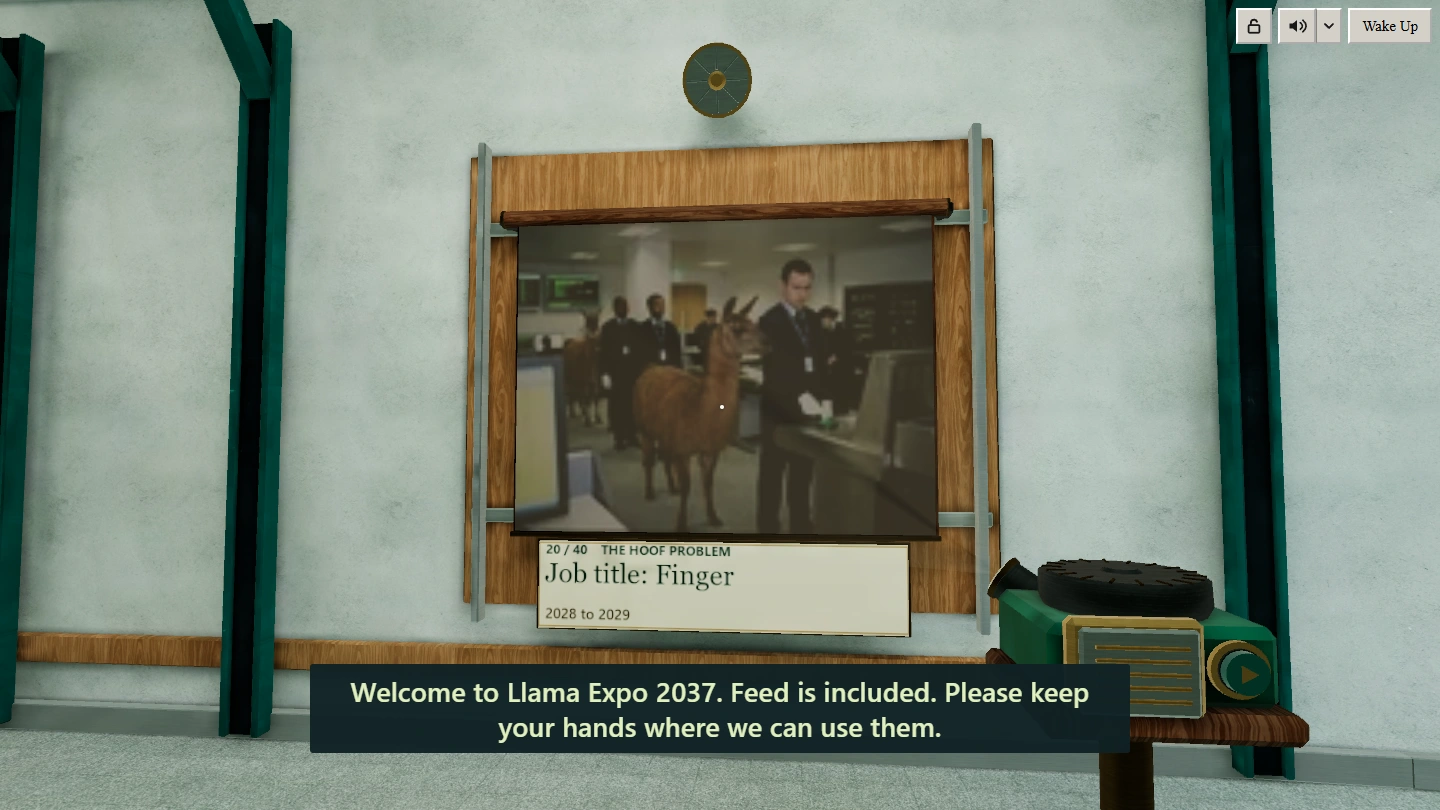 Wake Up
20 / 40 THE HOOF PROBLEM
Job title: Finger
2028 to 2029
Welcome to Llama Expo 2037. Feed is included. Please keep
your hands where we can use them.